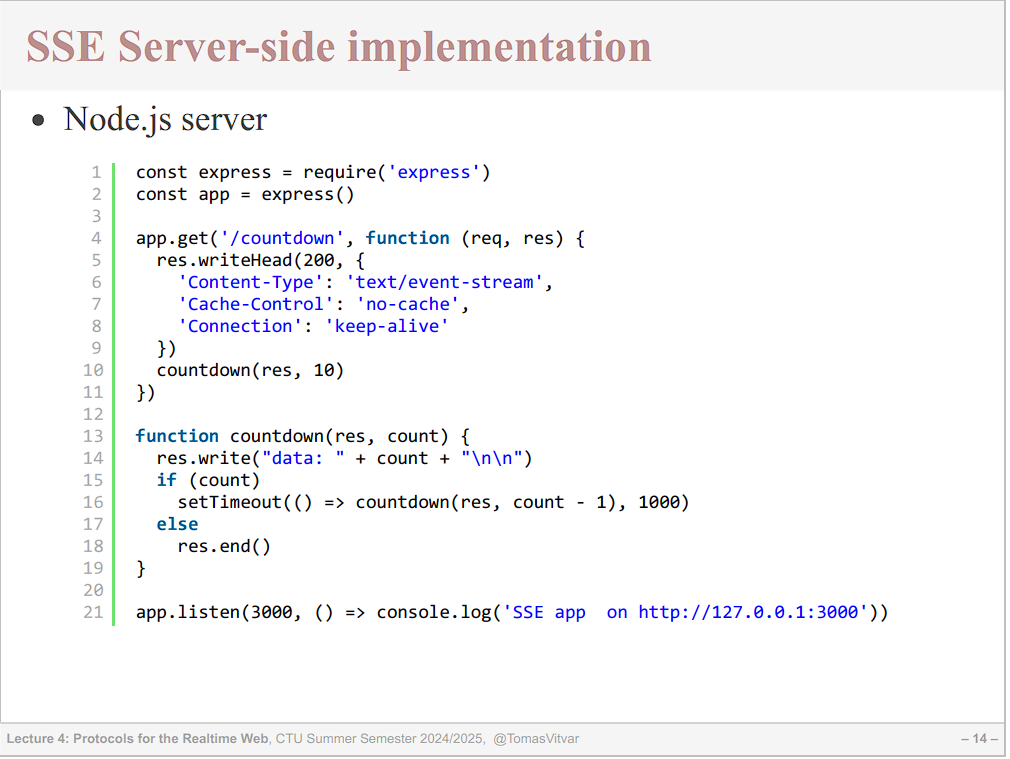 SSE Server-side implementation
• Node.js server
1 const express = require('express')
2 const app = express()
3
4 app.get('/countdown', function (req, res) {
5   res.writeHead(200, {
6     'Content-Type': 'text/event-stream',
7     'Cache-Control': 'no-cache',
8     'Connection': 'keep-alive'
9   })
10   countdown(res, 10)
11 })
12
13 function countdown(res, count) {
14   res.write("data: " + count + "\n\n")
15   if (count)
16     setTimeout(() => countdown(res, count - 1), 1000)
17   else
18     res.end()
19 }
20
21 app.listen(3000, () => console.log('SSE app  on http://127.0.0.1:3000'))
Lecture 4: Protocols for the Realtime Web, CTU Summer Semester 2024/2025, @TomasVitvar – 14 –